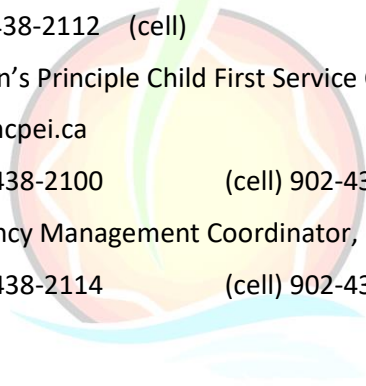 38-2112 (cell)
n’s Principle Child First Service
ncpei.ca
438-2100 (cell) 902-43
ncy Management Coordinator,
438-2114 (cell) 902-43